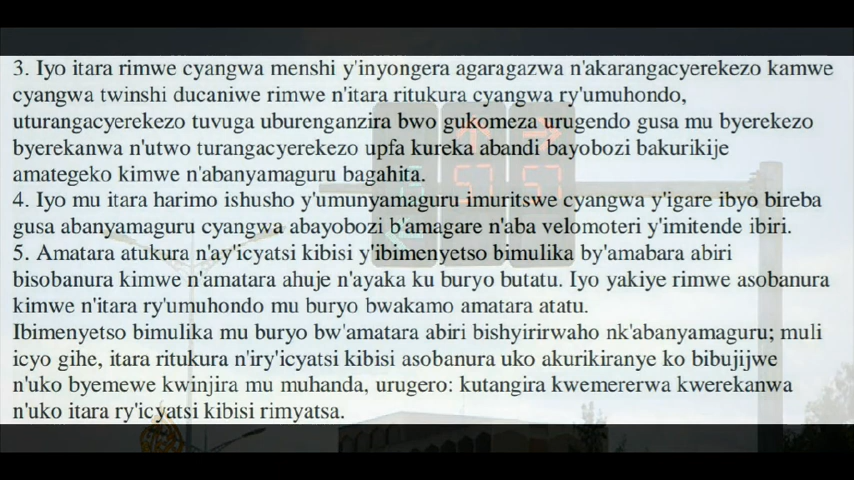 3. Iyo itara rimwe cyangwa menshi y'inyongera agaragazwa n'akarangacyerekezo kamwe
cyangwa twinshi ducaniwe rimwe n'itara ritukura cyangwa ry'umuhondo,
uturangacyerekezo tuvuga uburenganzira bwo gukomeza urugendo gusa mu byerekezo
byerekanwa n'utwo turangacyerekezo upfa kureka abandi bayobozi bakurikije
amategeko kimwe n'abanyamaguru bagahita.
4. Iyo mu itara harimo ishusho y'umunyamaguru imuritswe cyangwa y'igare ibyo bireba
gusa abanyamaguru cyangwa abayobozi b'amagare n'aba velomoteri y'imitende ibiri.
5. Amatara atukura n'ay'icyatsi kibisi y'ibimenyetso bimulika by'amabara abiri
bisobanura kimwe n'amatara ahuje n'ayaka ku buryo butatu. Iyo yakiye rimwe asobanura
kimwe n'itara ry'umuhondo mu buryo bwakamo amatara atatu.
Ibimenyetso bimulika mu buryo bw'amatara abiri bishyirirwaho nk'abanyamaguru; muli
icyo gihe, itara ritukura n'iry'icyatsi kibisi asobanura uko akurikiranye ko bibujijwe
n'uko byemewe kwinjira mu muhanda, urugero: kutangira kwemererwa kwerekanwa
n'uko itara ry'icyatsi kibisi rimyatsa.
57 57